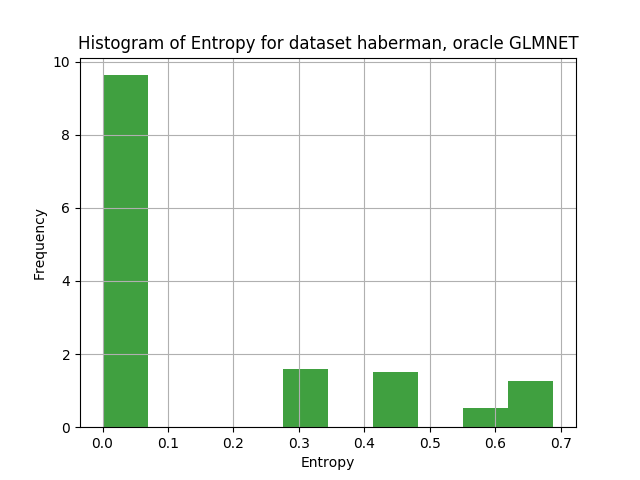 Histogram of Entropy for dataset haberman, oracle GLMNET
10
8
6
4
2
0
Frequency
0.0 0.1 0.2 0.3 0.4 0.5 0.6 0.7
Entropy